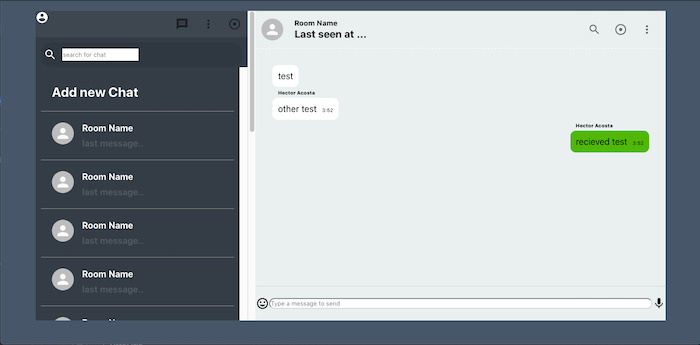 search for chat
Add new Chat
Room Name
last message...
Room Name
last message...
Room Name
last message...
Room Name
last message...
Room Name
Last seen at ...
test
Hector Acosta
other test 3:52
Hector Acosta
recieved test 3:52
Type a message to send